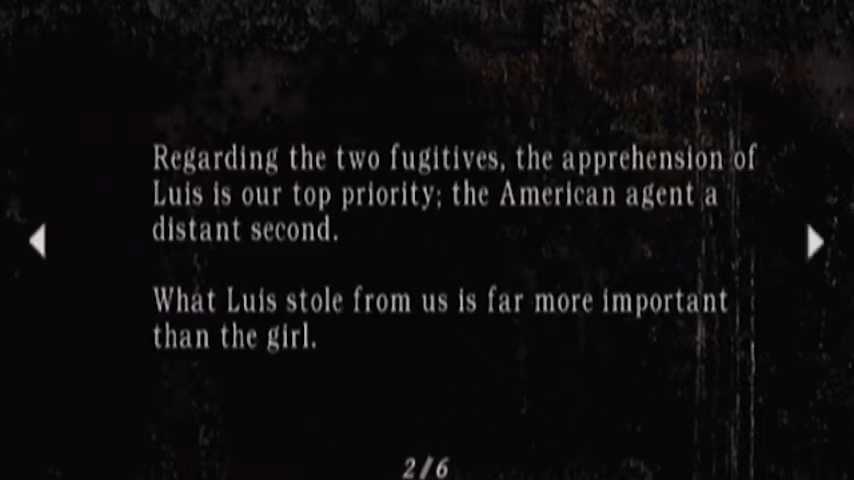 Regarding the two fugitives, the apprehension of
Luis is our top priority; the American agent a
distant second.
What Luis stole from us is far more important
than the girl.
2/6